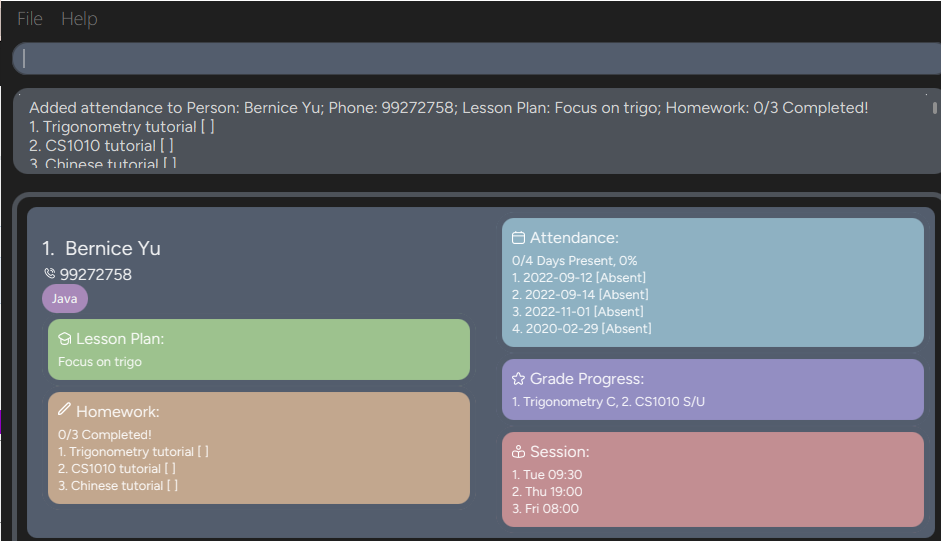 File Help
Added attendance to Person: Bernice Yu; Phone: 99272758; Lesson Plan: Focus on trigo; Homework: 0/3 Completed!
1. Trigonometry tutorial [ ]
2. CS1010 tutorial [ ]
3. Chinese tutorial [ ]
1. Bernice Yu
99272758
Java
Lesson Plan:
Focus on trigo
Homework:
0/3 Completed!
1. Trigonometry tutorial [ ]
2. CS1010 tutorial [ ]
3. Chinese tutorial [ ]
Attendance:
0/4 Days Present, 0%
1. 2022-09-12 [Absent]
2. 2022-09-14 [Absent]
3. 2022-11-01 [Absent]
4. 2020-02-29 [Absent]
Grade Progress:
1. Trigonometry C, 2. CS1010 S/U
Session:
1. Tue 09:30
2. Thu 19:00
3. Fri 08:00